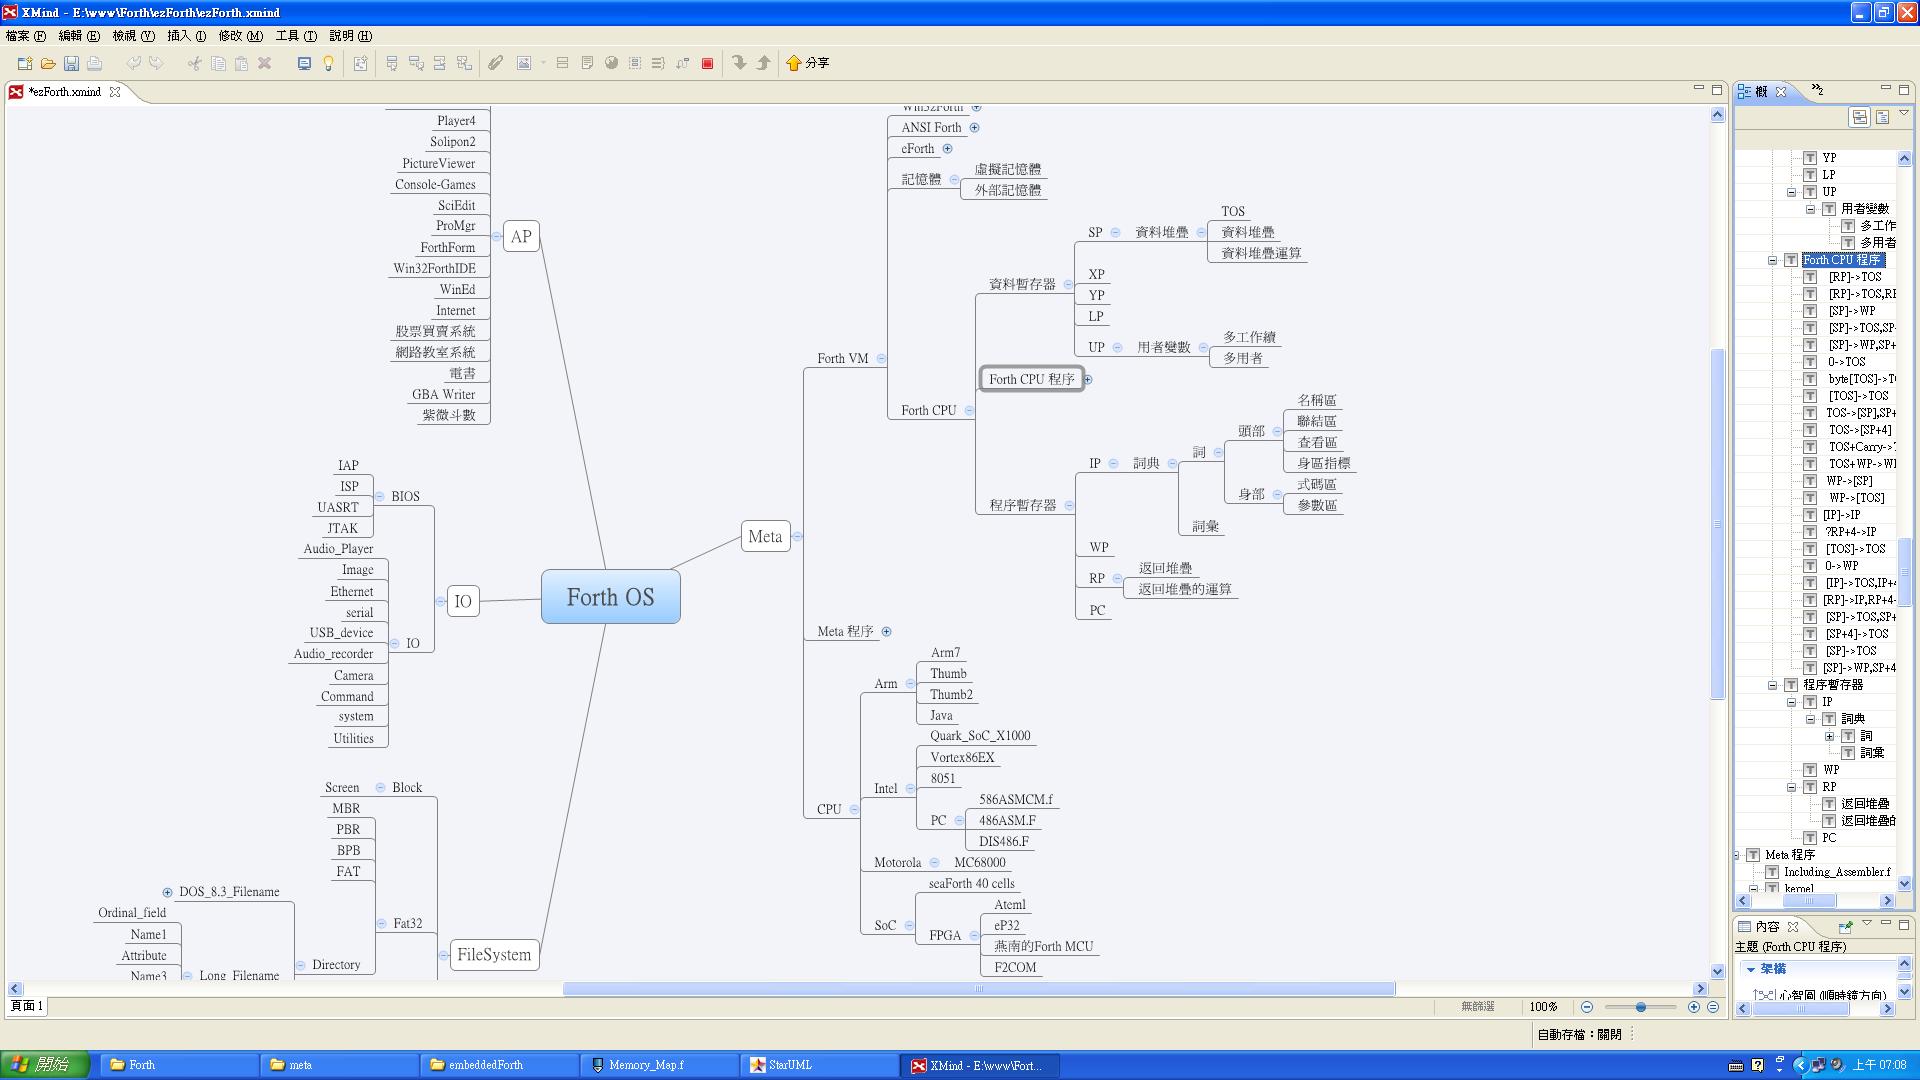 XMind - E:\www\Forth\ezForth\ezForth.xmind
檔案 (F) 編輯 (E) 檢視 (V) 插入 (I) 修改 (M) 工具 (T) 說明 (H)
分享
*ezForth.xmind
Player4
Solipon2
PictureViewer
Console-Games
SciEdit
ProMgr
ForthForm
Win32ForthIDE
WinEd
Internet
股票買賣系統
網路教室系統
電書
GBA Writer
紫微斗數
AP
IAP
ISP
UASRT
JTAK
BIOS
Audio_Player
Image
Ethernet
serial
USB_device
Audio_recorder
Camera
Command
system
Utilities
IO
IO
Forth OS
Screen
Block
MBR
PBR
BPB
FAT
DOS_8.3_Filename
Ordinal_field
Name1
Attribute
Name3
Long_Filename
Directory
Fat32
FileSystem
Meta
Forth VM
Win32Forth
ANSI Forth
eForth
記憶體
虛擬記憶體
外部記憶體
Forth CPU
資料暫存器
SP
資料堆疊
TOS
資料堆疊
資料堆疊運算
XP
YP
LP
UP
用者變數
多工作續
多用者
Forth CPU 程序
程序暫存器
IP
詞典
詞
頭部
名稱區
聯結區
查看區
身區指標
身部
式碼區
參數區
詞彙
WP
RP
返回堆疊
返回堆疊的運算
PC
Meta 程序
CPU
Arm
Arm7
Thumb
Thumb2
Java
Intel
Quark_SoC_X1000
Vortex86EX
8051
PC
586ASMCM.f
486ASM.F
DIS486.F
Motorola
MC68000
SoC
seaForth 40 cells
FPGA
Ateml
eP32
燕南的Forth MCU
F2COM
頁面 1
無篩選
100%
概
2
YP
LP
UP
用者變數
多工作
多用者
Forth CPU 程序
[RP]->TOS
[RP]->TOS,RP
[SP]->WP
[SP]->TOS,SP
[SP]->WP,SP+
0->TOS
byte[TOS]->T
[TOS]->TOS
TOS->[SP],SP+
TOS->[SP+4]
TOS+Carry->
TOS+WP->WP
WP->[SP]
WP->[TOS]
[IP]->IP
?RP+4->IP
[TOS]->TOS
0->WP
[IP]->TOS,IP+4
[RP]->IP,RP+4
[SP]->TOS,SP+
[SP+4]->TOS
[SP]->TOS
[SP]->WP,SP+4
程序暫存器
IP
詞典
詞
詞彙
WP
RP
返回堆疊
返回堆疊的
PC
Meta 程序
Including_Assembler.f
kernel
內容
主題 (Forth CPU 程序)
架構
心智圖 (順時鐘方向)
自動存檔：關閉
開始
Forth
meta
embeddedForth
Memory_Map.f
StarUML
XMind - E:\www\Fort...
上午 07:08